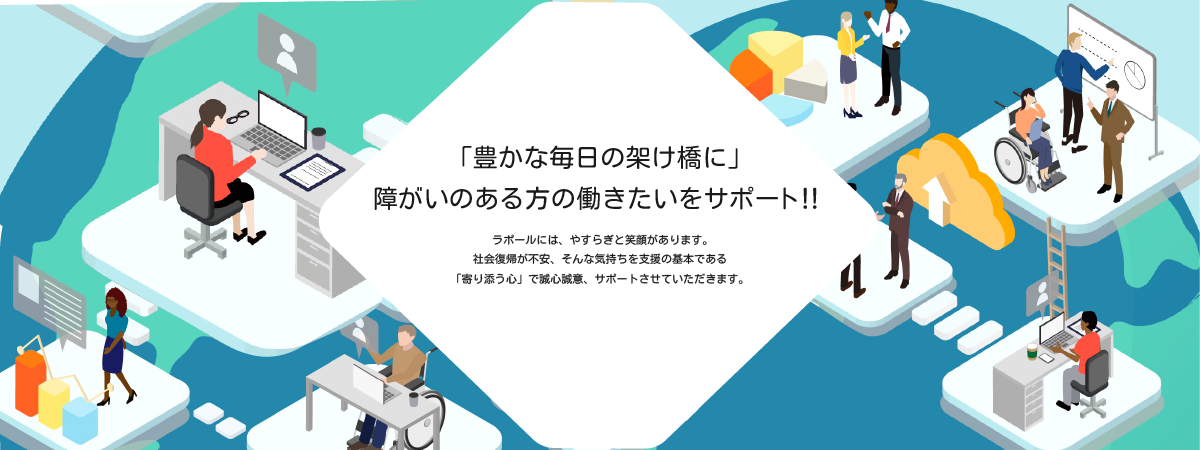 「豊かな毎日の架け橋に」
障がいのある方の働きたいをサポート!!
ラポールには、やすらぎと笑顔があります。
社会復帰が不安、そんな気持ちを支援の基本である
「寄り添う心」で誠心誠意、サポートさせていただきます。